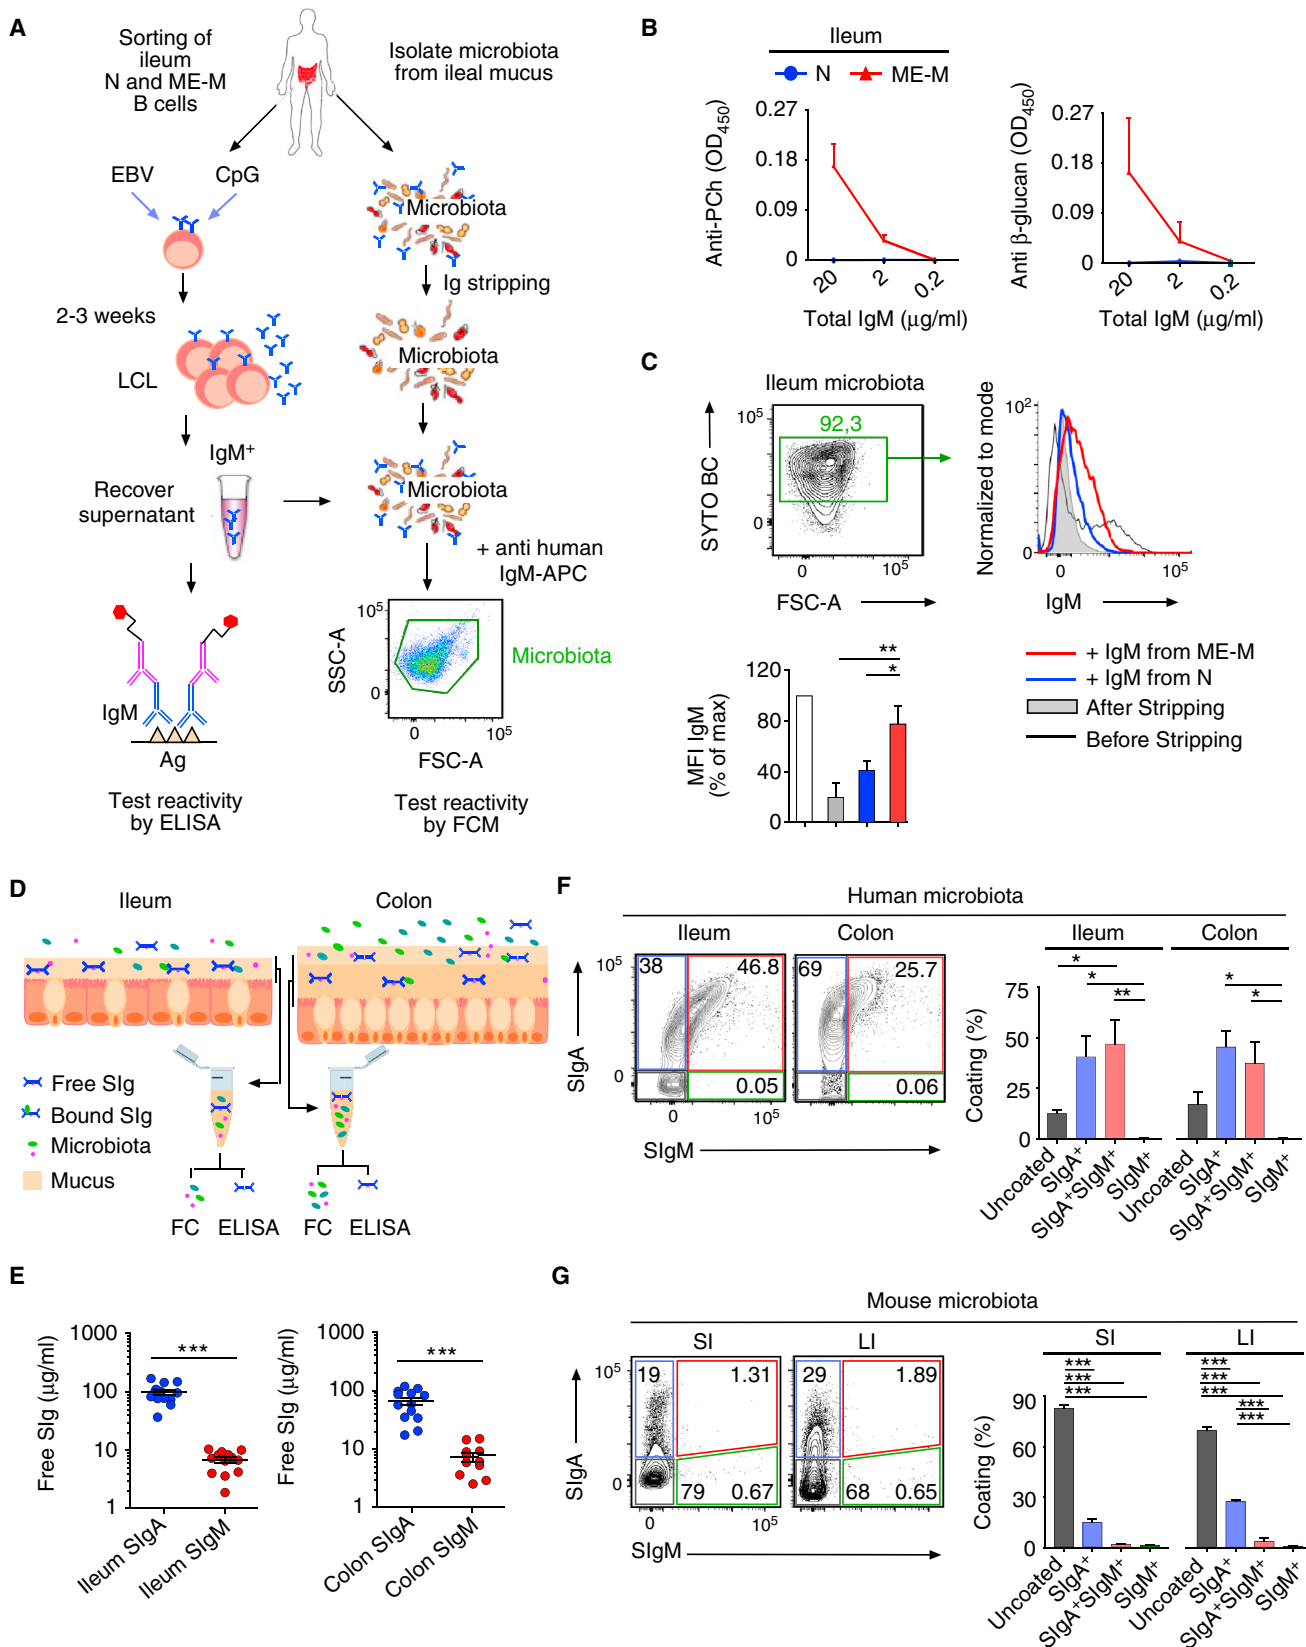 A
Sorting of
ileum
N and ME-M
B cells
Isolate microbiota
from ileal mucus
EBV
CpG
Microbiota
Ig stripping
2-3 weeks
LCL
Microbiota
IgM+
Recover
supernatant
Microbiota
+ anti human
IgM-APC
10^5
SSC-A
0
Microbiota
0
10^5
FSC-A
IgM
Ag
Test reactivity
by ELISA
Test reactivity
by FCM
B
Ileum
N
ME-M
Anti-PCh (OD450)
0.27
0.18
0.09
0
20
2
0.2
Total IgM (μg/ml)
Anti β-glucan (OD450)
0.27
0.18
0.09
0
20
2
0.2
Total IgM (μg/ml)
C
Ileum microbiota
SYTO BC
10^5
0
92,3
0
10^5
FSC-A
Normalized to mode
10^2
0
0
10^5
IgM
MFI IgM
(% of max)
120
80
40
0
**
*
+ IgM from ME-M
+ IgM from N
After Stripping
Before Stripping
D
Ileum
Colon
Free SIg
Bound SIg
Microbiota
Mucus
FC
ELISA
FC
ELISA
E
Free SIg (μg/ml)
1000
100
10
1
***
Ileum SIgA
Ileum SIgM
Free SIg (μg/ml)
1000
100
10
1
***
Colon SIgA
Colon SIgM
F
Human microbiota
Ileum
Colon
SIgA
10^5
0
38
46.8
0.05
69
25.7
0.06
0
10^5
SIgM
Ileum
Colon
Coating (%)
75
50
25
0
*
*
**
*
*
Uncoated
SIgA+
SIgA+SIgM+
SIgM+
Uncoated
SIgA+
SIgA+SIgM+
SIgM+
G
Mouse microbiota
SI
LI
SIgA
10^5
0
19
1.31
79
0.67
29
1.89
68
0.65
0
10^5
SIgM
SI
LI
Coating (%)
90
60
30
0
***
***
***
***
***
***
***
***
Uncoated
SIgA+
SIgA+SIgM+
SIgM+
Uncoated
SIgA+
SIgA+SIgM+
SIgM+